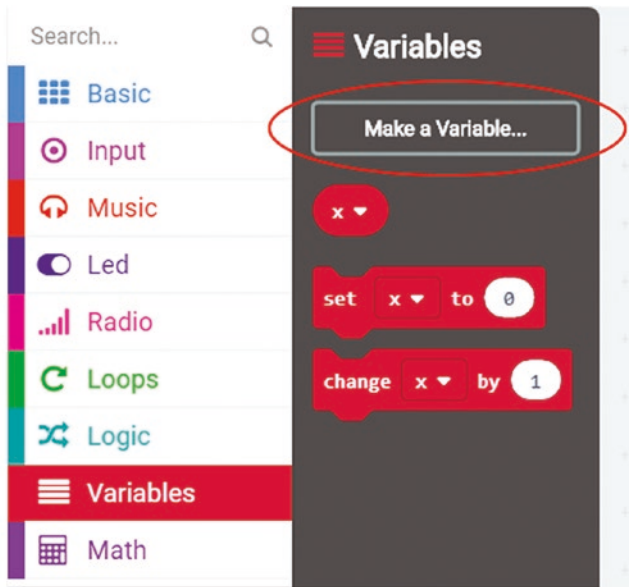 Search...
Basic
Input
Music
Led
Radio
Loops
Logic
Variables
Math
Variables
Make a Variable...
x
set x to 0
change x by 1